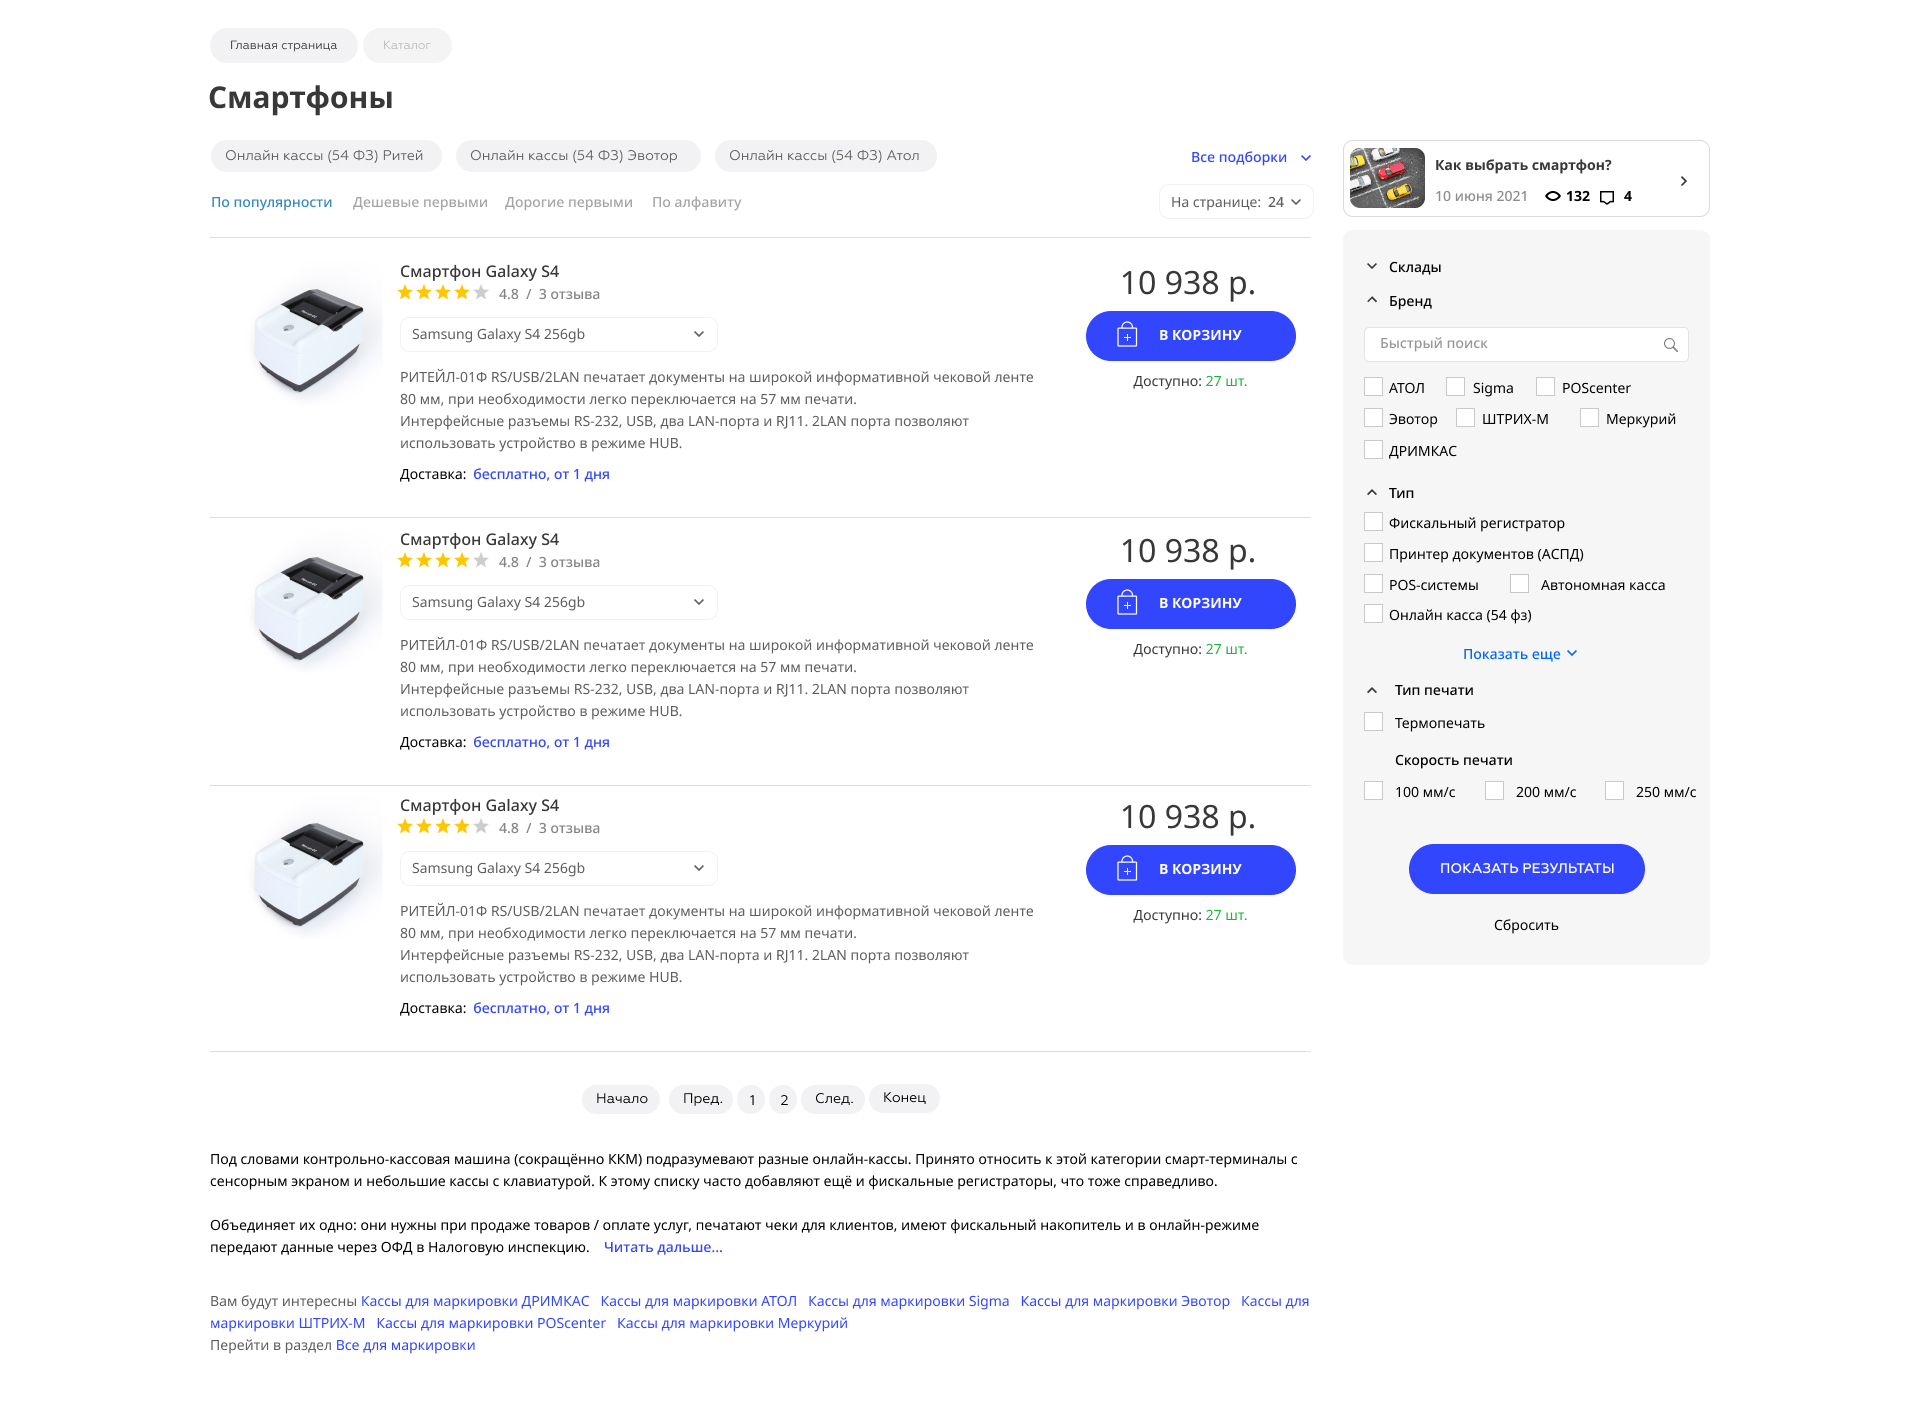 Главная страница
Каталог
Смартфоны
Онлайн кассы (54 ФЗ) Ритей
Онлайн кассы (54 ФЗ) Эвотор
Онлайн кассы (54 ФЗ) Атол
Все подборки
По популярности
Дешевые первыми
Дорогие первыми
По алфавиту
На странице: 24
Смартфон Galaxy S4
4.8 / 3 отзыва
Samsung Galaxy S4 256gb
РИТЕЙЛ-01Ф RS/USB/2LAN печатает документы на широкой информативной чековой ленте
80 мм, при необходимости легко переключается на 57 мм печати.
Интерфейсные разъемы RS-232, USB, два LAN-порта и RJ11. 2LAN порта позволяют
использовать устройство в режиме HUB.
Доставка: бесплатно, от 1 дня
10 938 р.
В КОРЗИНУ
Доступно: 27 шт.
Смартфон Galaxy S4
4.8 / 3 отзыва
Samsung Galaxy S4 256gb
РИТЕЙЛ-01Ф RS/USB/2LAN печатает документы на широкой информативной чековой ленте
80 мм, при необходимости легко переключается на 57 мм печати.
Интерфейсные разъемы RS-232, USB, два LAN-порта и RJ11. 2LAN порта позволяют
использовать устройство в режиме HUB.
Доставка: бесплатно, от 1 дня
10 938 р.
В КОРЗИНУ
Доступно: 27 шт.
Смартфон Galaxy S4
4.8 / 3 отзыва
Samsung Galaxy S4 256gb
РИТЕЙЛ-01Ф RS/USB/2LAN печатает документы на широкой информативной чековой ленте
80 мм, при необходимости легко переключается на 57 мм печати.
Интерфейсные разъемы RS-232, USB, два LAN-порта и RJ11. 2LAN порта позволяют
использовать устройство в режиме HUB.
Доставка: бесплатно, от 1 дня
10 938 р.
В КОРЗИНУ
Доступно: 27 шт.
Начало
Пред.
1
2
След.
Конец
Под словами контрольно-кассовая машина (сокращённо ККМ) подразумевают разные онлайн-кассы. Принято относить к этой категории смарт-терминалы с
сенсорным экраном и небольшие кассы с клавиатурой. К этому списку часто добавляют ещё и фискальные регистраторы, что тоже справедливо.
Объединяет их одно: они нужны при продаже товаров / оплате услуг, печатают чеки для клиентов, имеют фискальный накопитель и в онлайн-режиме
передают данные через ОФД в Налоговую инспекцию. Читать дальше...
Вам будут интересны Кассы для маркировки ДРИМКАС Кассы для маркировки АТОЛ Кассы для маркировки Sigma Кассы для маркировки Эвотор Кассы для
маркировки ШТРИХ-М Кассы для маркировки POScenter Кассы для маркировки Меркурий
Перейти в раздел Все для маркировки
Как выбрать смартфон?
10 июня 2021 132 4
Склады
Бренд
Быстрый поиск
АТОЛ Sigma POScenter
Эвотор ШТРИХ-М Меркурий
ДРИМКАС
Тип
Фискальный регистратор
Принтер документов (АСПД)
POS-системы Автономная касса
Онлайн касса (54 фз)
Показать еще
Тип печати
Термопечать
Скорость печати
100 мм/с 200 мм/с 250 мм/с
ПОКАЗАТЬ РЕЗУЛЬТАТЫ
Сбросить